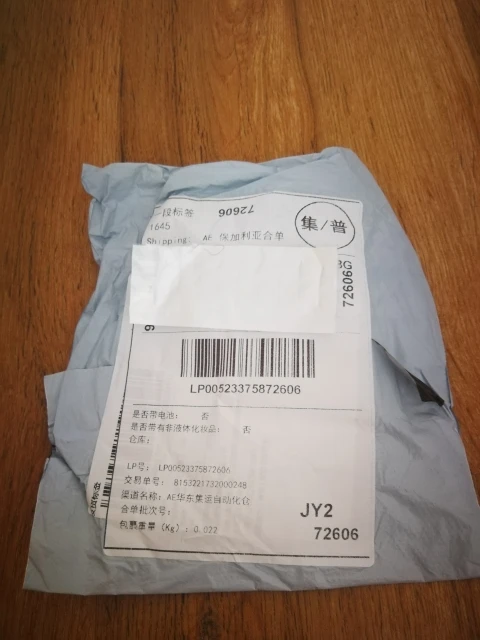 段标签
72606
集/普
1645
Shipping: AE 保加利亚合单
BG
72606
LP00523375872606
是否带电池: 否
是否带有非液体化妆品: 否
仓库:
LP号: LP00523375872606
交易单号: 8153221732000248
渠道名称: AE华东集运自动化仓
合单批次号:
包裹重量 (Kg) : 0.022
JY2
72606